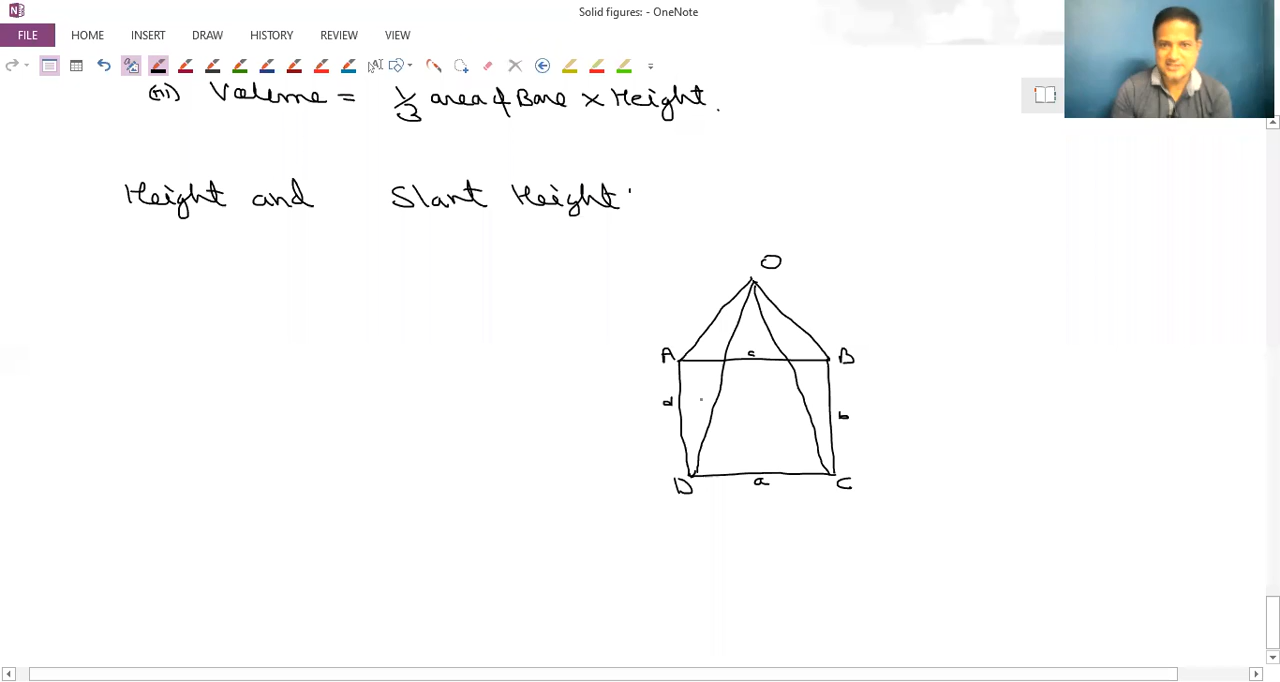 Solid figures: - OneNote
FILE HOME INSERT DRAW HISTORY REVIEW VIEW
(iii) Volume = 1/3 area of Base × Height.
Height and Slant Height
O
A B
D C
a